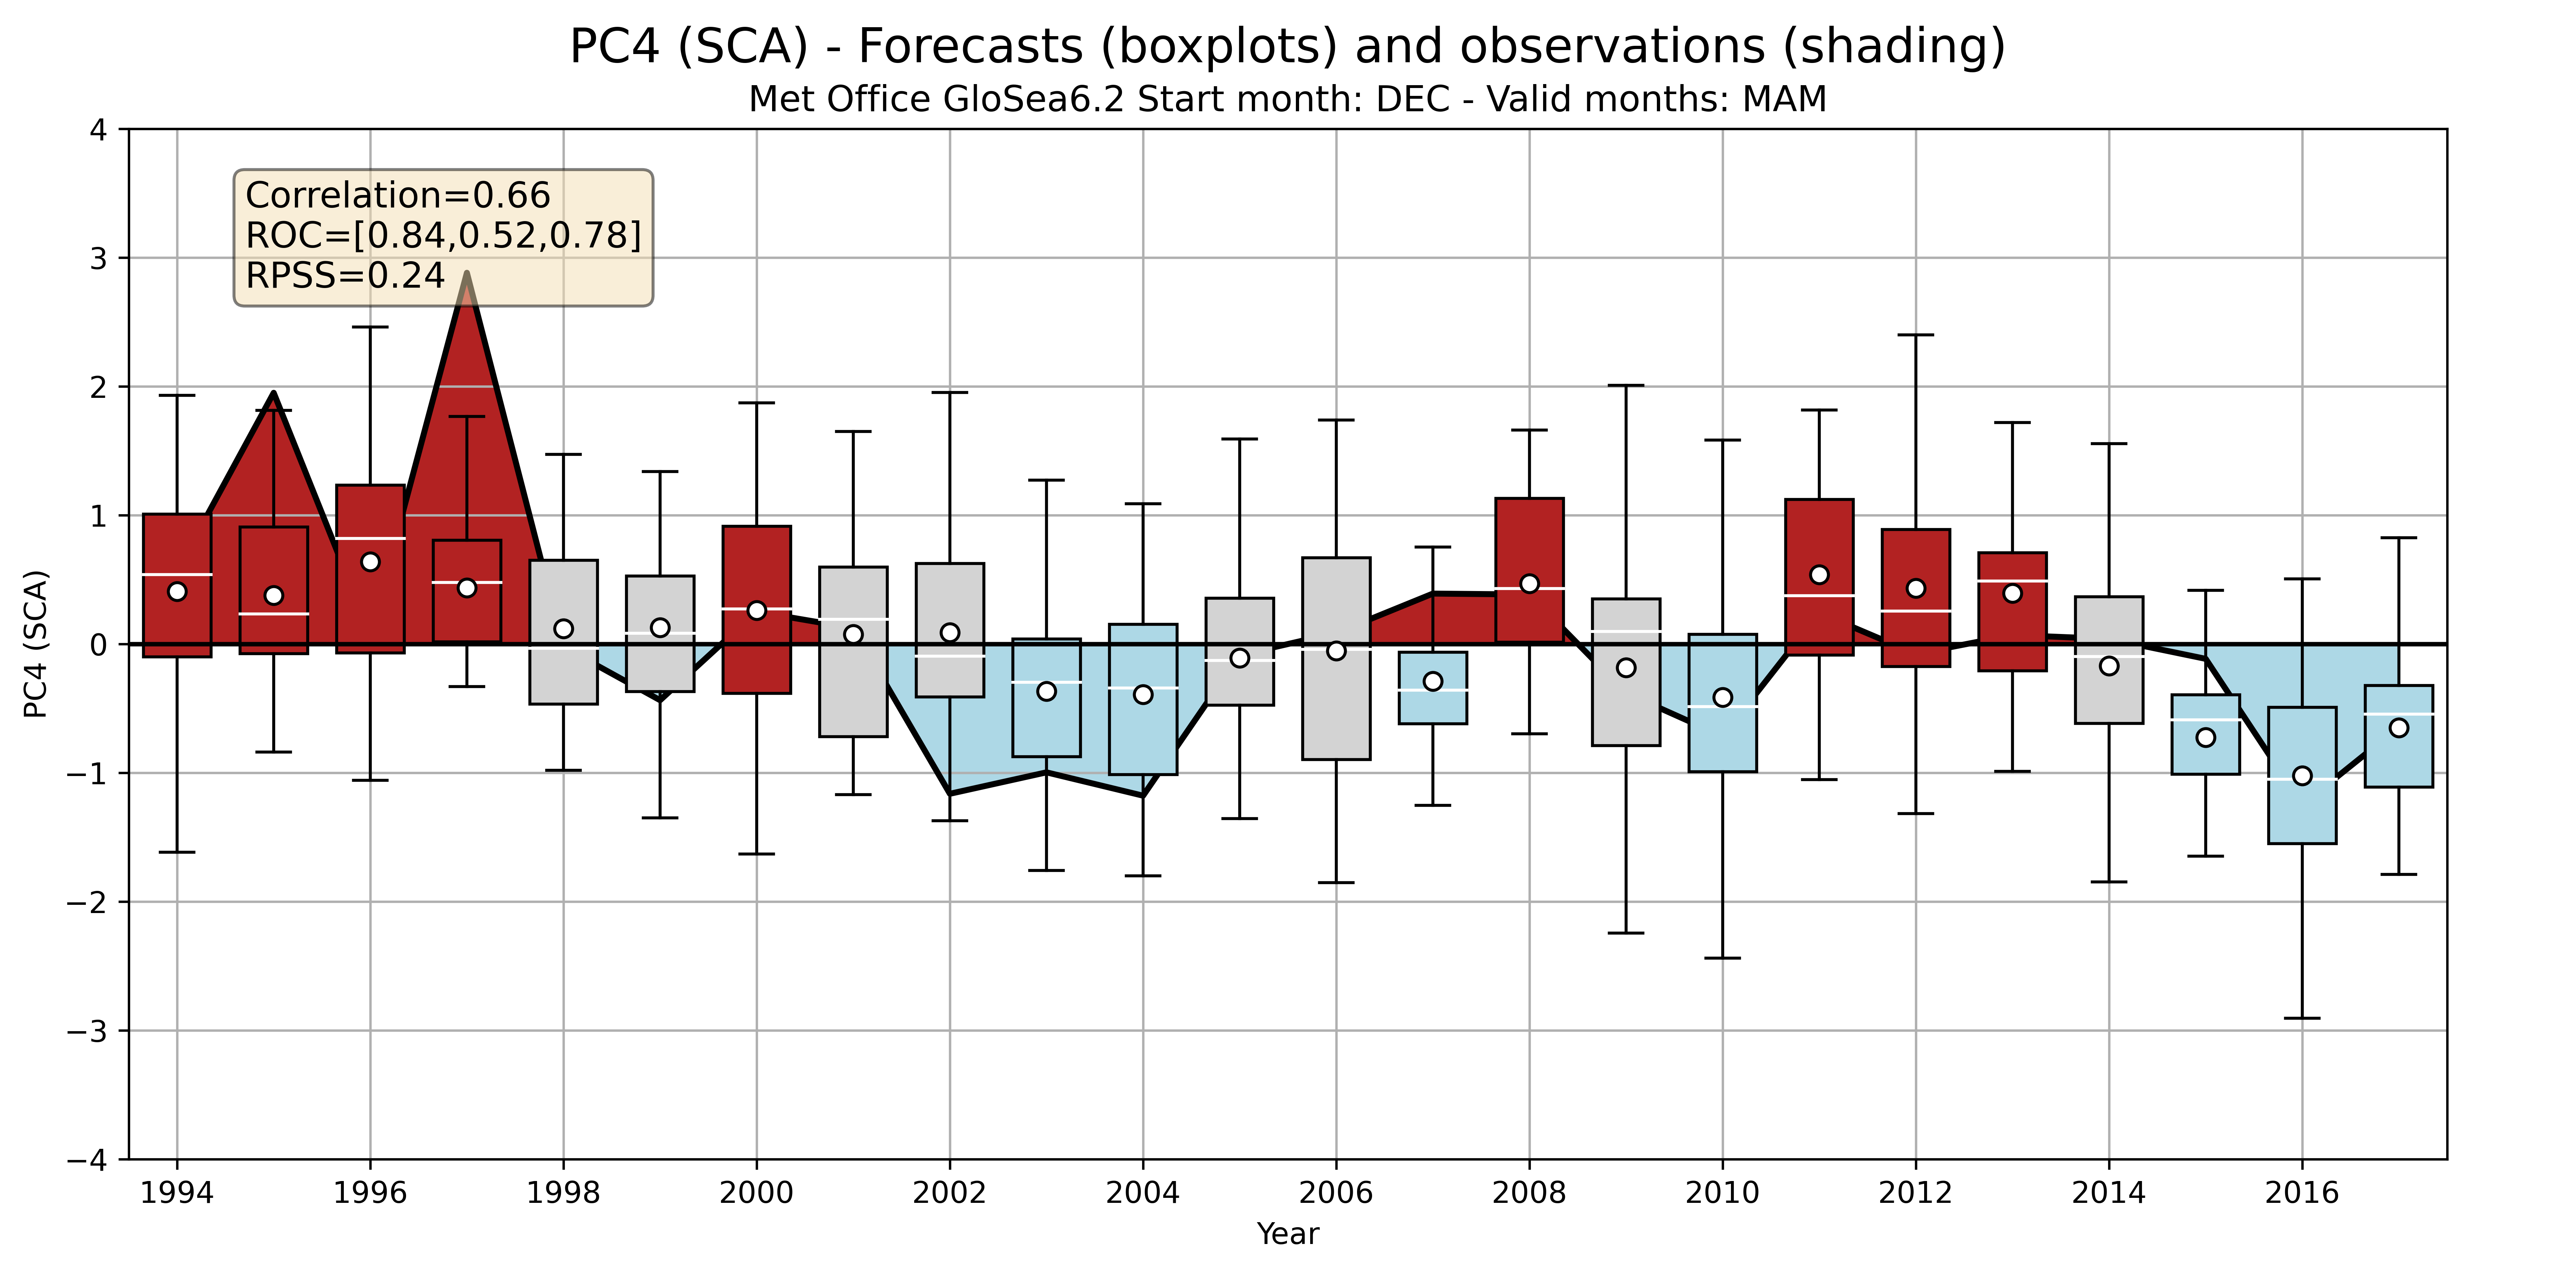 PC4 (SCA) - Forecasts (boxplots) and observations (shading)
Met Office GloSea6.2 Start month: DEC - Valid months: MAM
Correlation=0.66
ROC=[0.84,0.52,0.78]
RPSS=0.24
PC4 (SCA)
4
3
2
1
0
−1
−2
−3
−4
1994 1996 1998 2000 2002 2004 2006 2008 2010 2012 2014 2016
Year